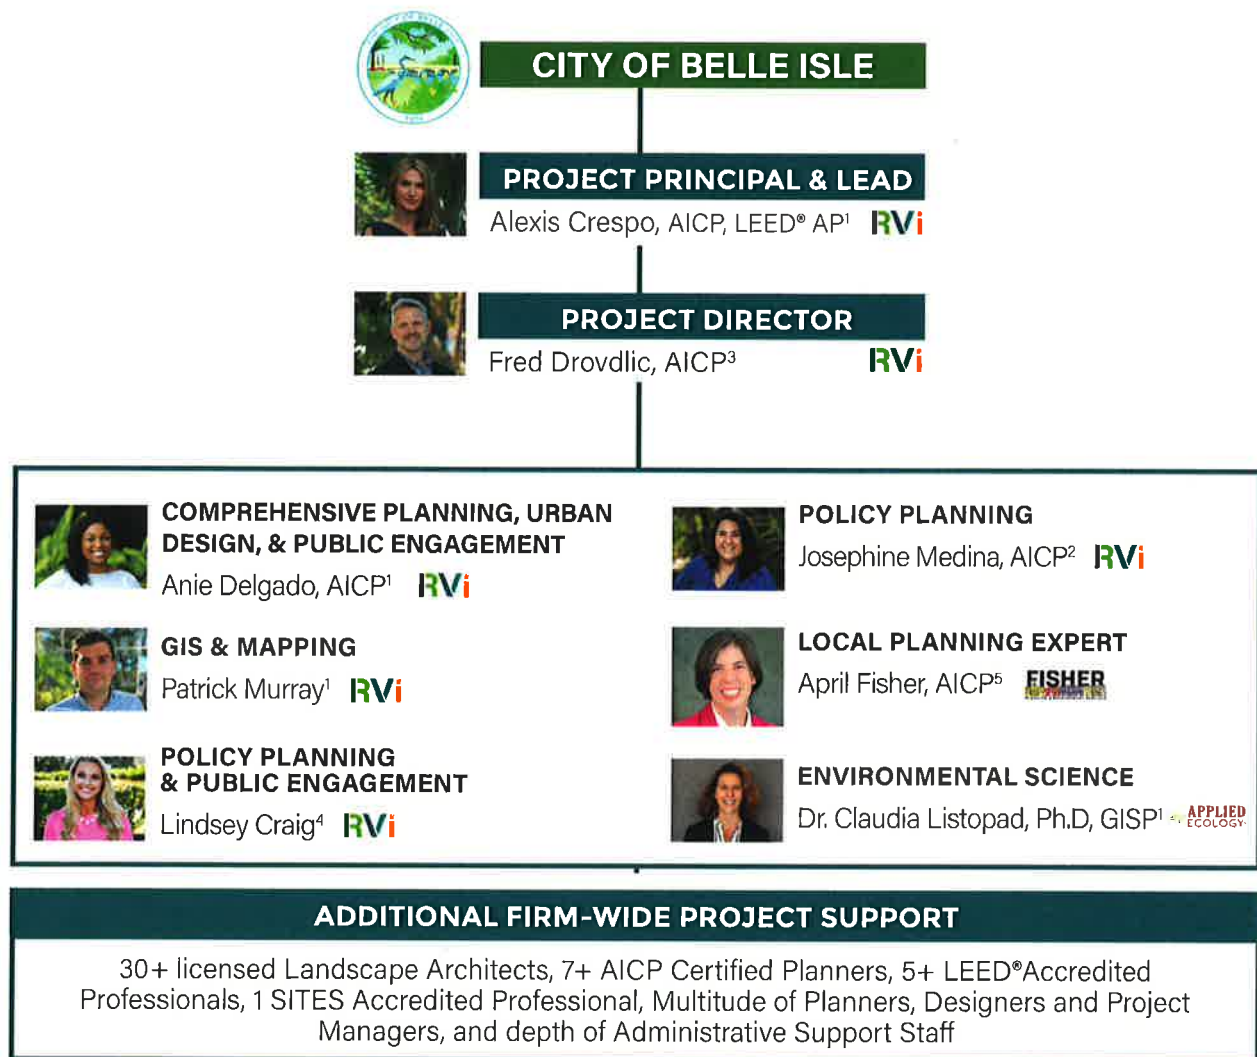 CITY OF BELLE ISLE
PROJECT PRINCIPAL & LEAD
Alexis Crespo, AICP, LEED® AP¹ RVi
PROJECT DIRECTOR
Fred Drovdlic, AICP³ RVi
COMPREHENSIVE PLANNING, URBAN
DESIGN, & PUBLIC ENGAGEMENT
Anie Delgado, AICP¹ RVi
GIS & MAPPING
Patrick Murray¹ RVi
POLICY PLANNING
& PUBLIC ENGAGEMENT
Lindsey Craig⁴ RVi
POLICY PLANNING
Josephine Medina, AICP² RVi
LOCAL PLANNING EXPERT
April Fisher, AICP⁵ FISHER
ENVIRONMENTAL SCIENCE
Dr. Claudia Listopad, Ph.D, GISP¹ APPLIED
ECOLOGY
ADDITIONAL FIRM-WIDE PROJECT SUPPORT
30+ licensed Landscape Architects, 7+ AICP Certified Planners, 5+ LEED®Accredited
Professionals, 1 SITES Accredited Professional, Multitude of Planners, Designers and Project
Managers, and depth of Administrative Support Staff